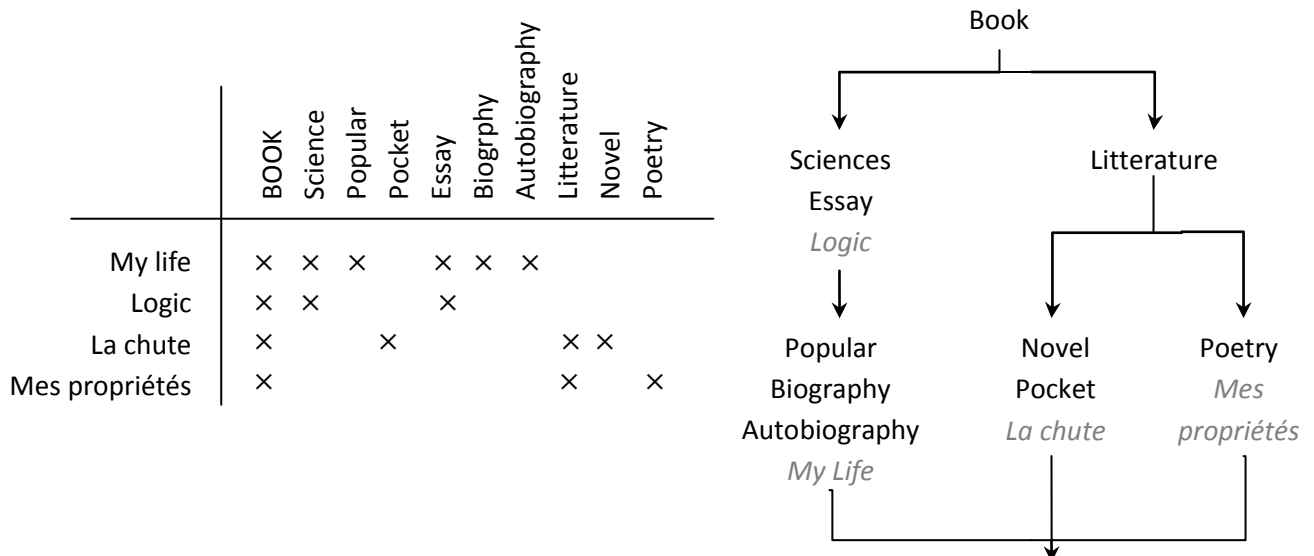 BOOK Science Popular Pocket Essay Biogrphy Autobiography Litterature Novel Poetry
My life × × × × × ×
Logic × × ×
La chute × × × ×
Mes propriétés × × ×
Book
Sciences
Essay
Logic
Litterature
Popular
Biography
Autobiography
My Life
Novel
Pocket
La chute
Poetry
Mes
propriétés